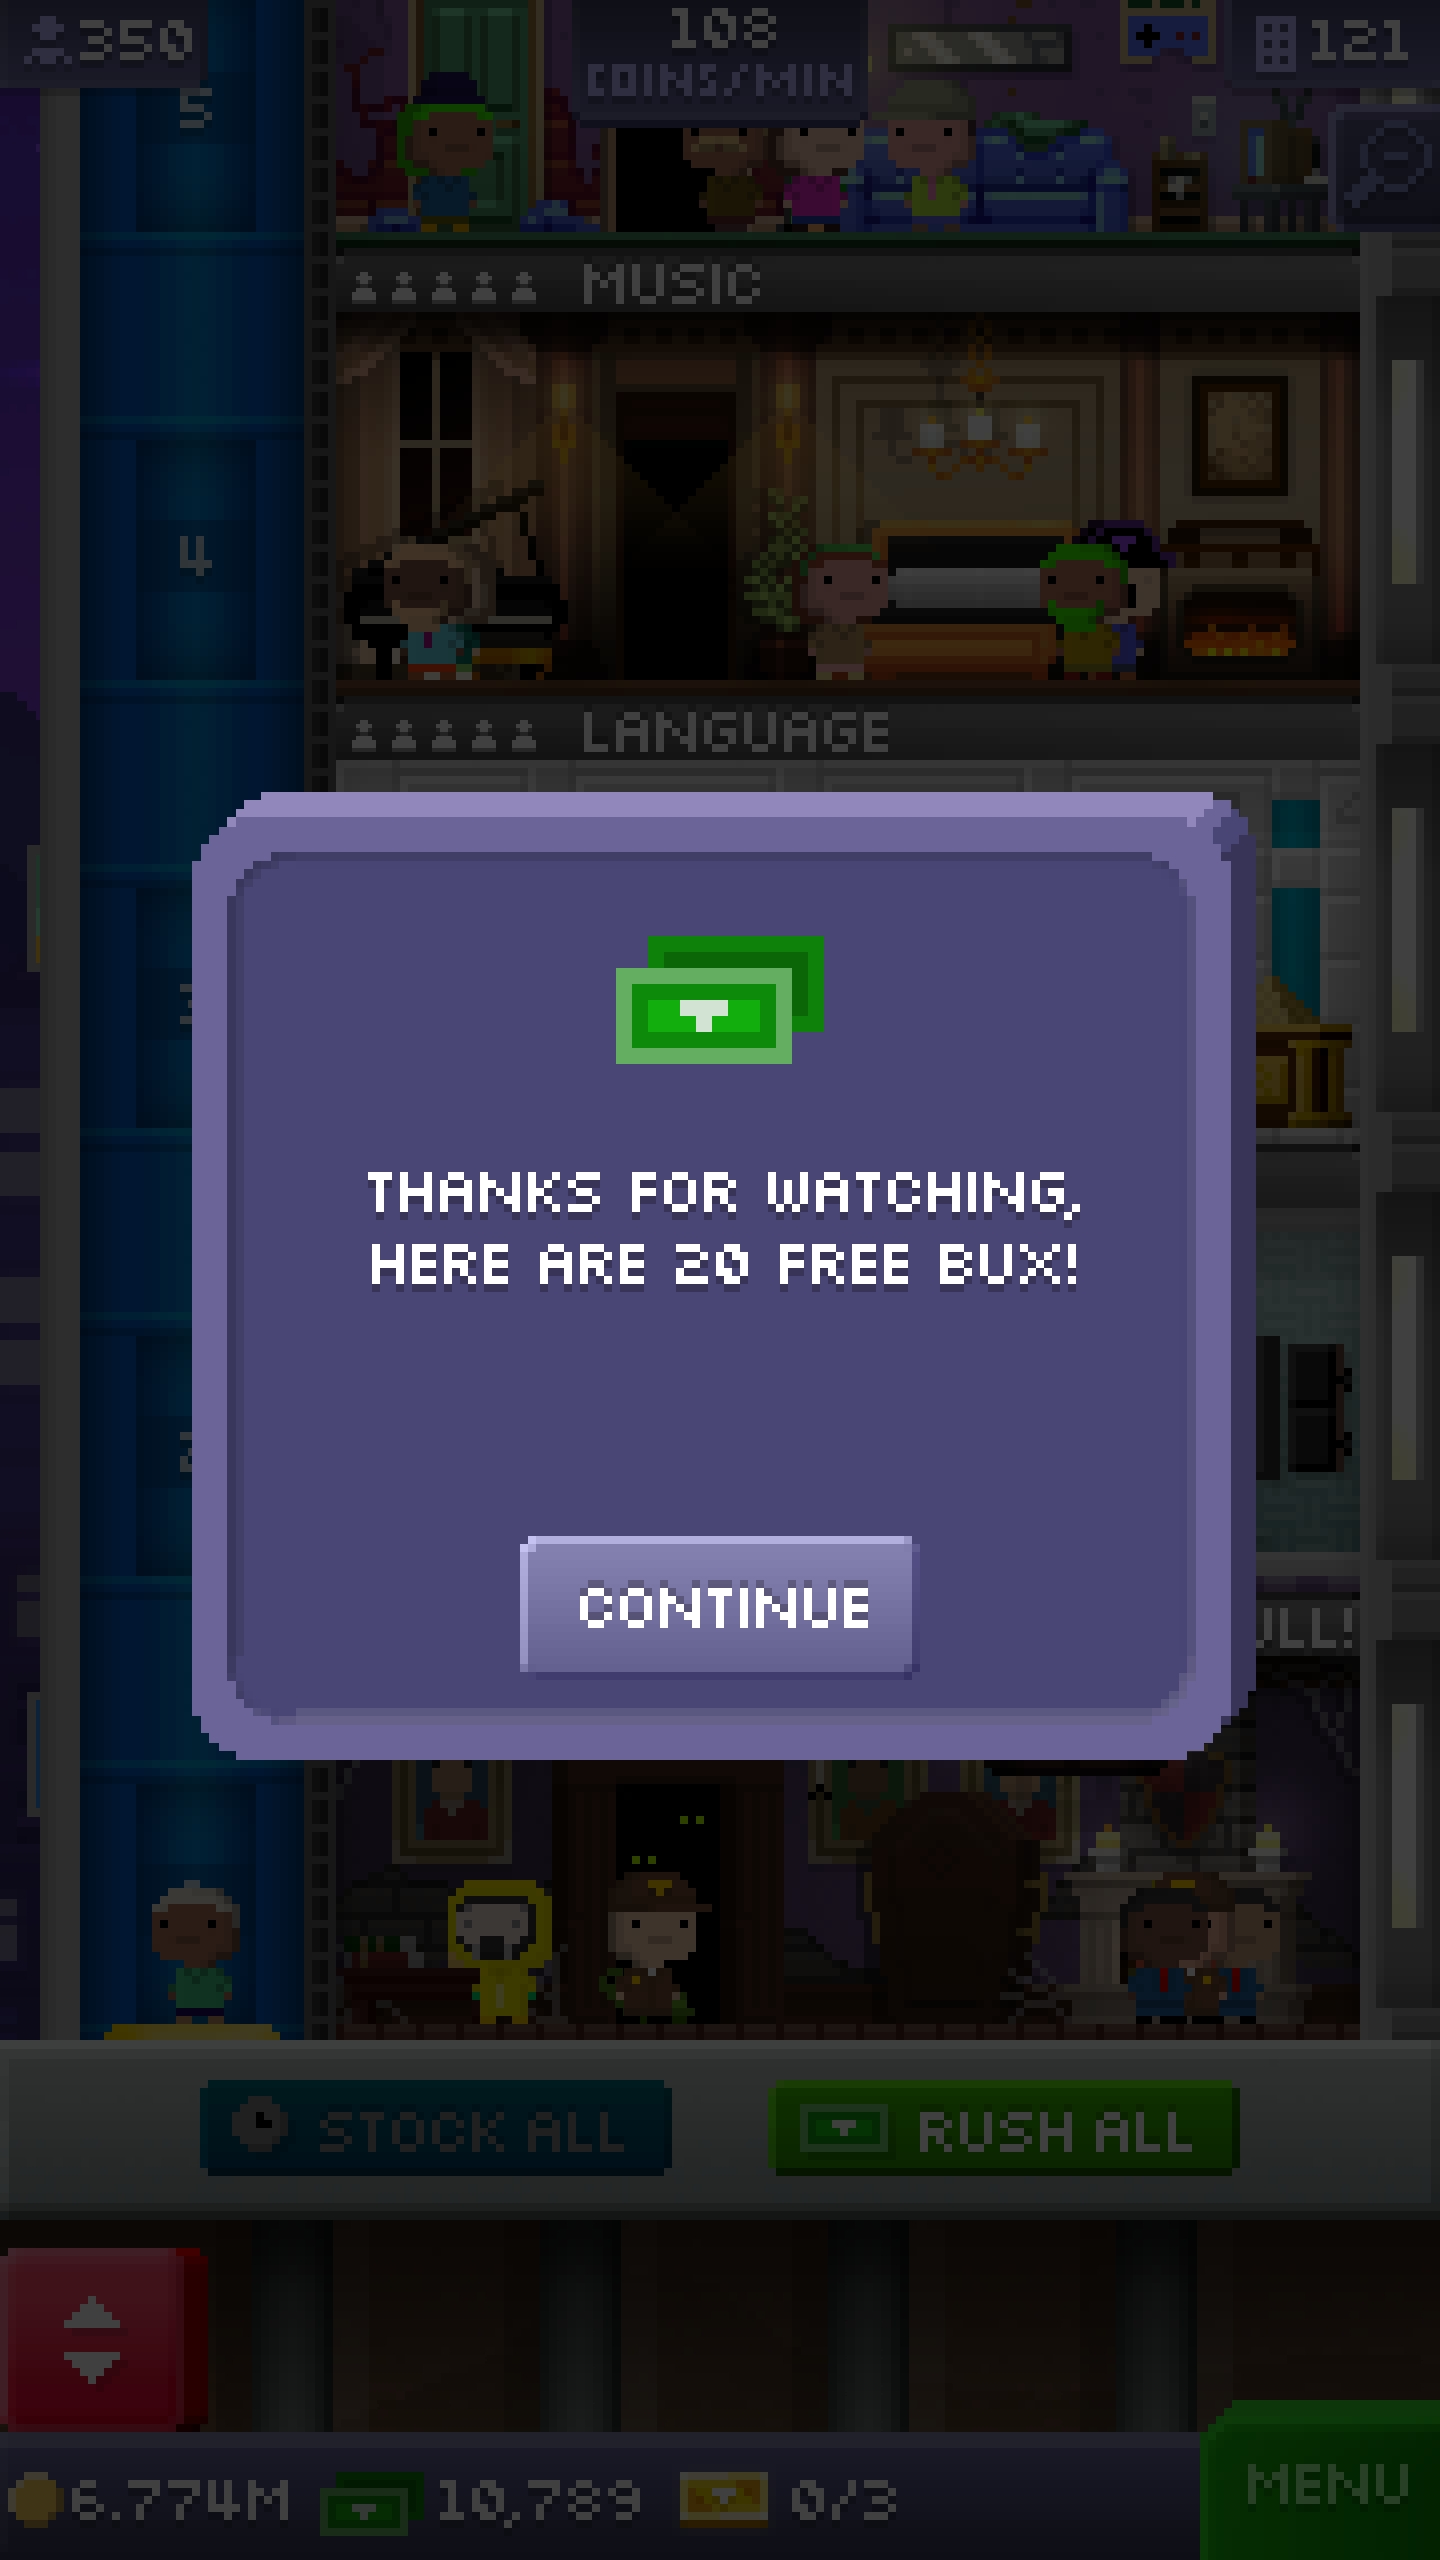 350
108
COINS/MIN
121
5
MUSIC
4
LANGUAGE
THANKS FOR WATCHING,
HERE ARE 20 FREE BUX!
CONTINUE
STOCK ALL
RUSH ALL
6.774M
10,789
0/3
MENU